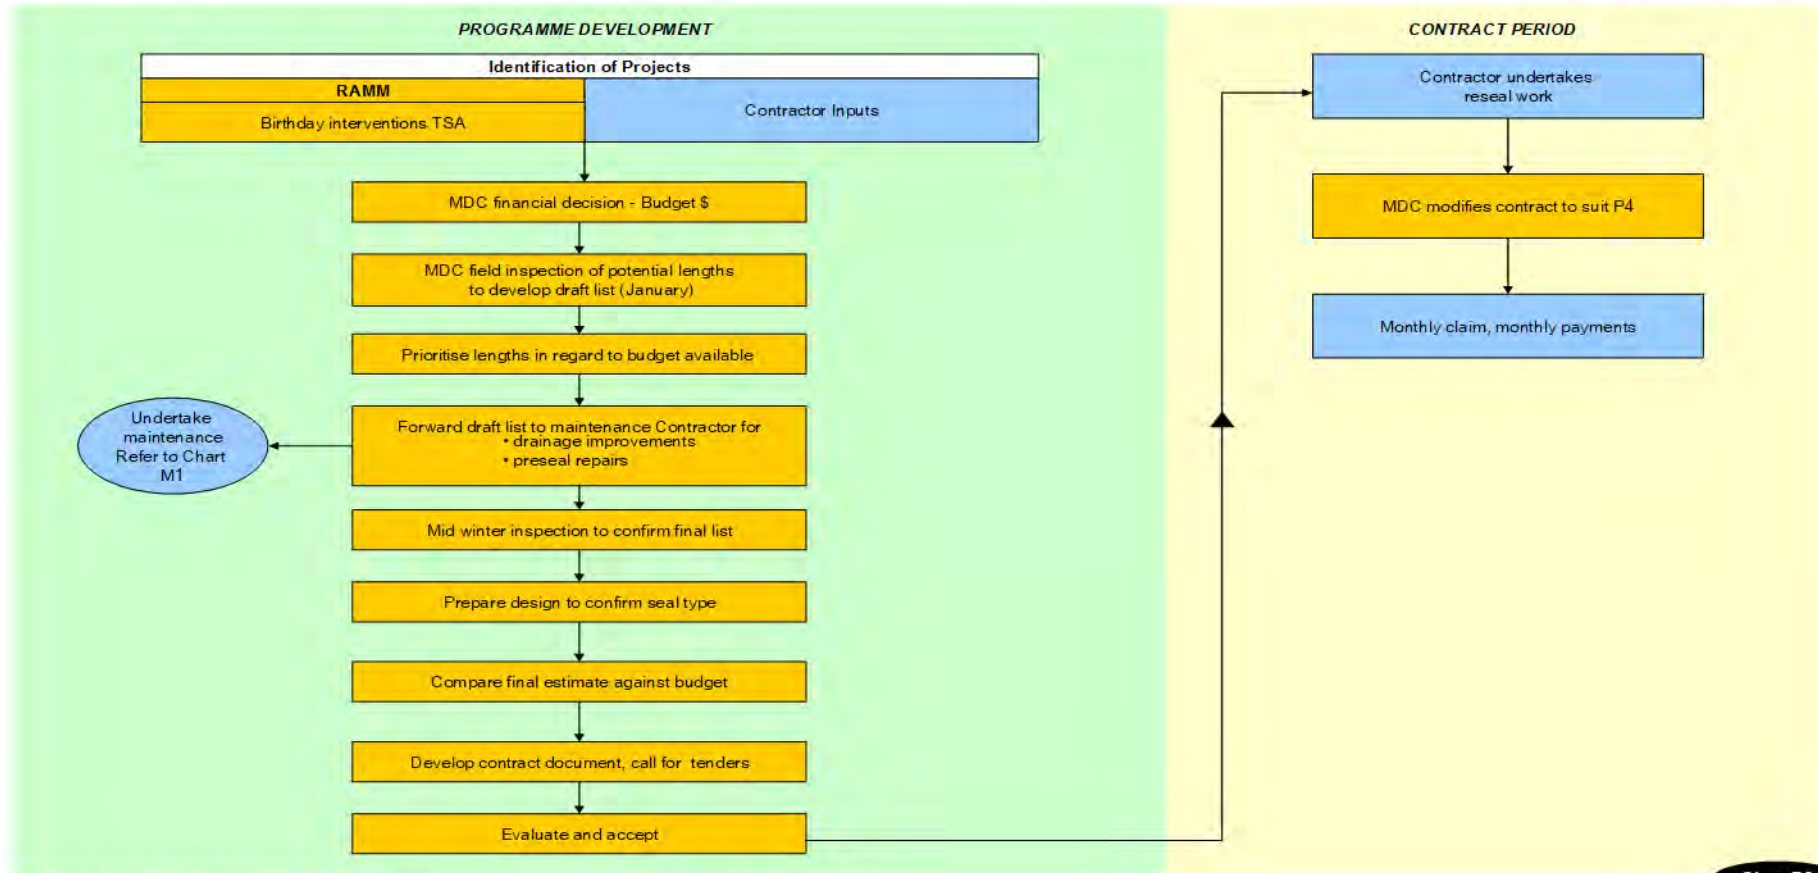 PROGRAMME DEVELOPMENT
Identification of Projects
RAMM
Birthday interventions TSA
Contractor Inputs
MDC financial decision - Budget $
MDC field inspection of potential lengths
to develop draft list (January)
Prioritise lengths in regard to budget available
Forward draft list to maintenance Contractor for
• drainage improvements
• preseal repairs
Undertake
maintenance
Refer to Chart
M1
Mid winter inspection to confirm final list
Prepare design to confirm seal type
Compare final estimate against budget
Develop contract document, call for tenders
Evaluate and accept
CONTRACT PERIOD
Contractor undertakes
reseal work
MDC modifies contract to suit P4
Monthly claim, monthly payments